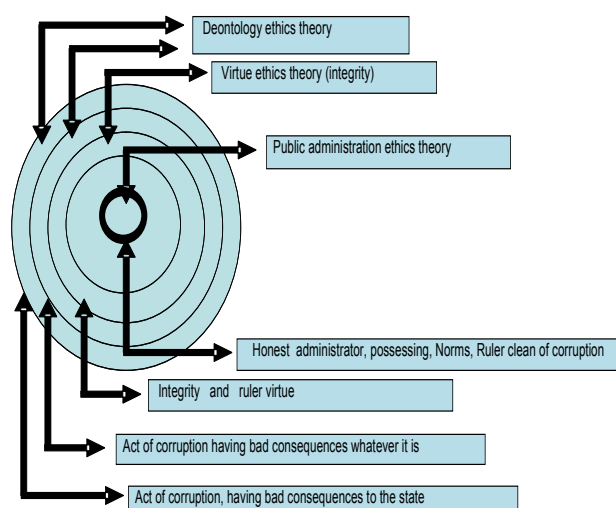 Deontology ethics theory
Virtue ethics theory (integrity)
Public administration ethics theory
Honest administrator, possessing, Norms, Ruler clean of corruption
Integrity and ruler virtue
Act of corruption having bad consequences whatever it is
Act of corruption, having bad consequences to the state